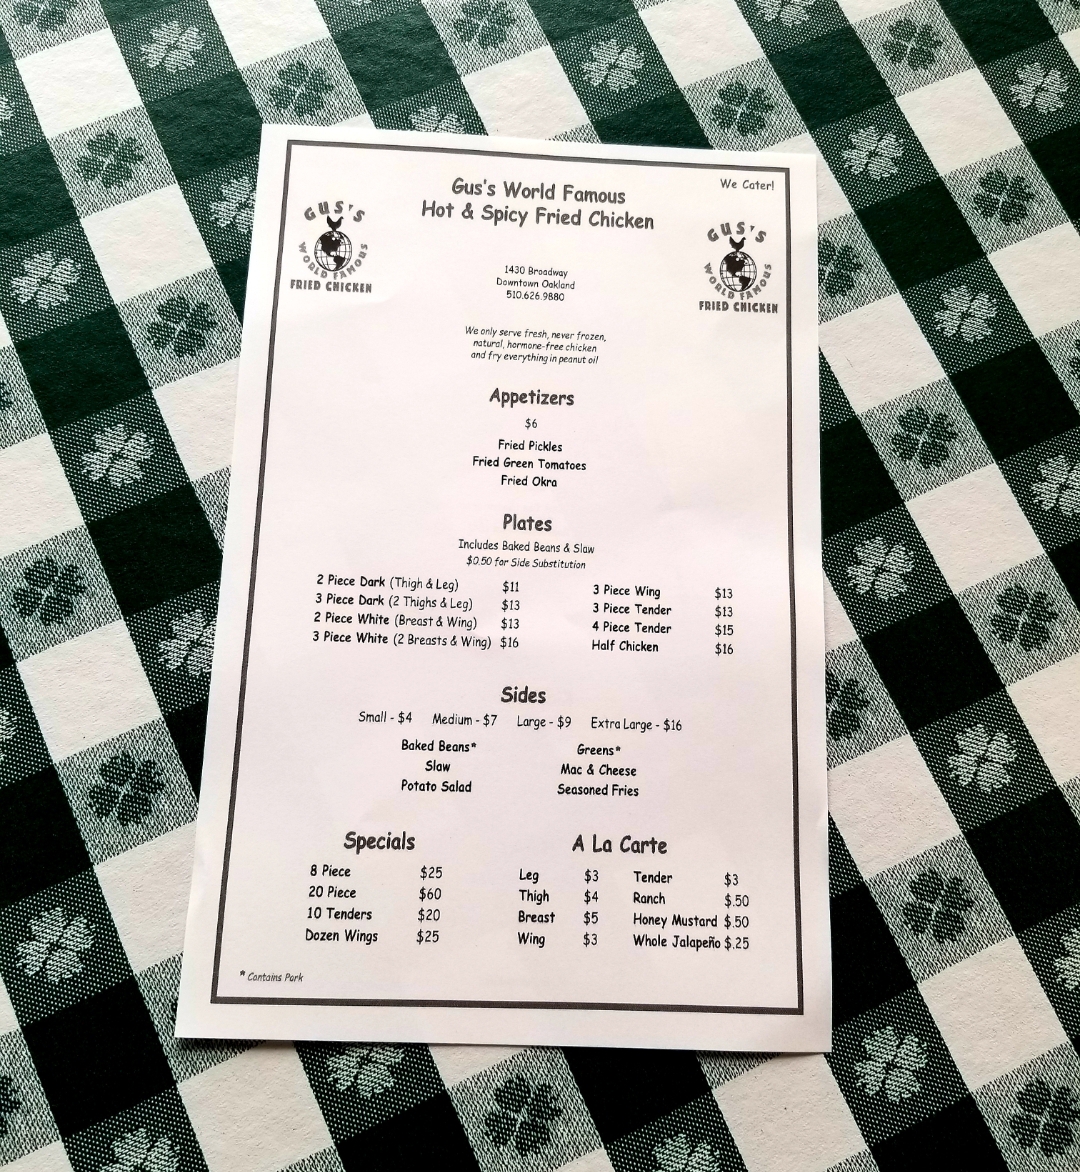 We Cater!
Gus's World Famous
Hot & Spicy Fried Chicken
GUS'S
WORLD FAMOUS
FRIED CHICKEN
GUS'S
WORLD FAMOUS
FRIED CHICKEN
1430 Broadway
Downtown Oakland
510.626.9880
We only serve fresh, never frozen,
natural, hormone-free chicken
and fry everything in peanut oil
Appetizers
$6
Fried Pickles
Fried Green Tomatoes
Fried Okra
Plates
Includes Baked Beans & Slaw
$0.50 for Side Substitution
2 Piece Dark (Thigh & Leg) $11
3 Piece Dark (2 Thighs & Leg) $13
2 Piece White (Breast & Wing) $13
3 Piece White (2 Breasts & Wing) $16
3 Piece Wing $13
3 Piece Tender $13
4 Piece Tender $15
Half Chicken $16
Sides
Small - $4 Medium - $7 Large - $9 Extra Large - $16
Baked Beans*
Slaw
Potato Salad
Greens*
Mac & Cheese
Seasoned Fries
Specials
8 Piece $25
20 Piece $60
10 Tenders $20
Dozen Wings $25
A La Carte
Leg $3
Thigh $4
Breast $5
Wing $3
Tender $3
Ranch $.50
Honey Mustard $.50
Whole Jalapeño $.25
* Contains Pork